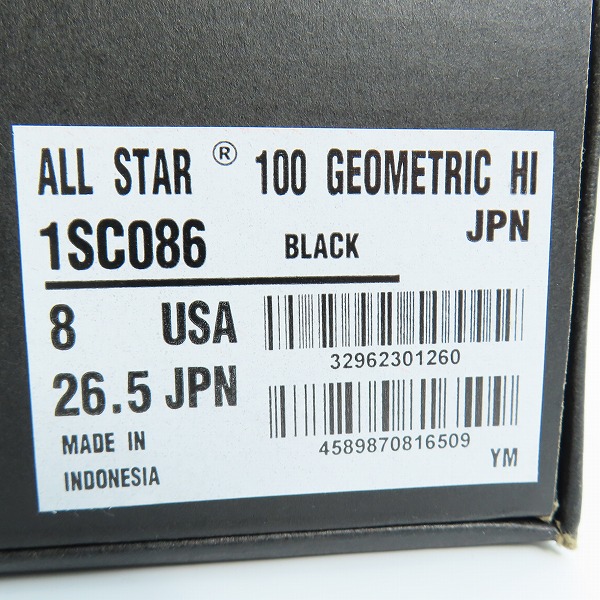 ALL STAR ® 100 GEOMETRIC HI
1SC086 BLACK JPN
8 USA
32962301260
26.5 JPN
4589870816509
MADE IN
INDONESIA
YM